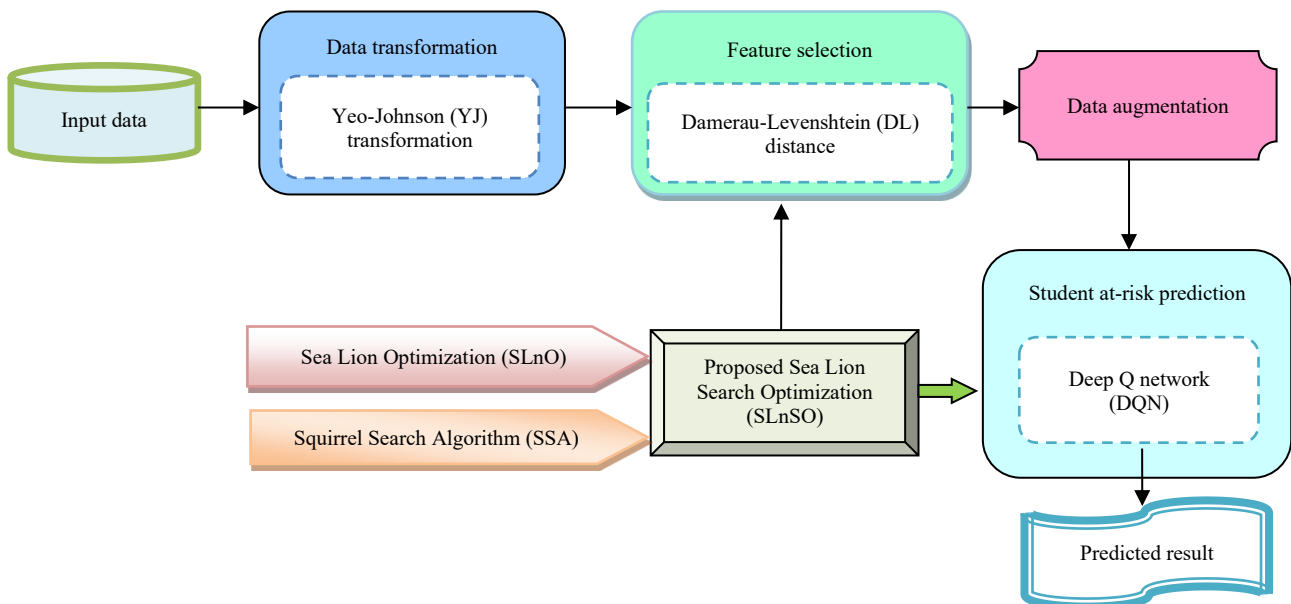 Data transformation
Feature selection
Input data
Yeo-Johnson (YJ)
transformation
Damerau-Levenshtein (DL)
distance
Data augmentation
Student at-risk prediction
Sea Lion Optimization (SLnO)
Squirrel Search Algorithm (SSA)
Proposed Sea Lion
Search Optimization
(SLnSO)
Deep Q network
(DQN)
Predicted result